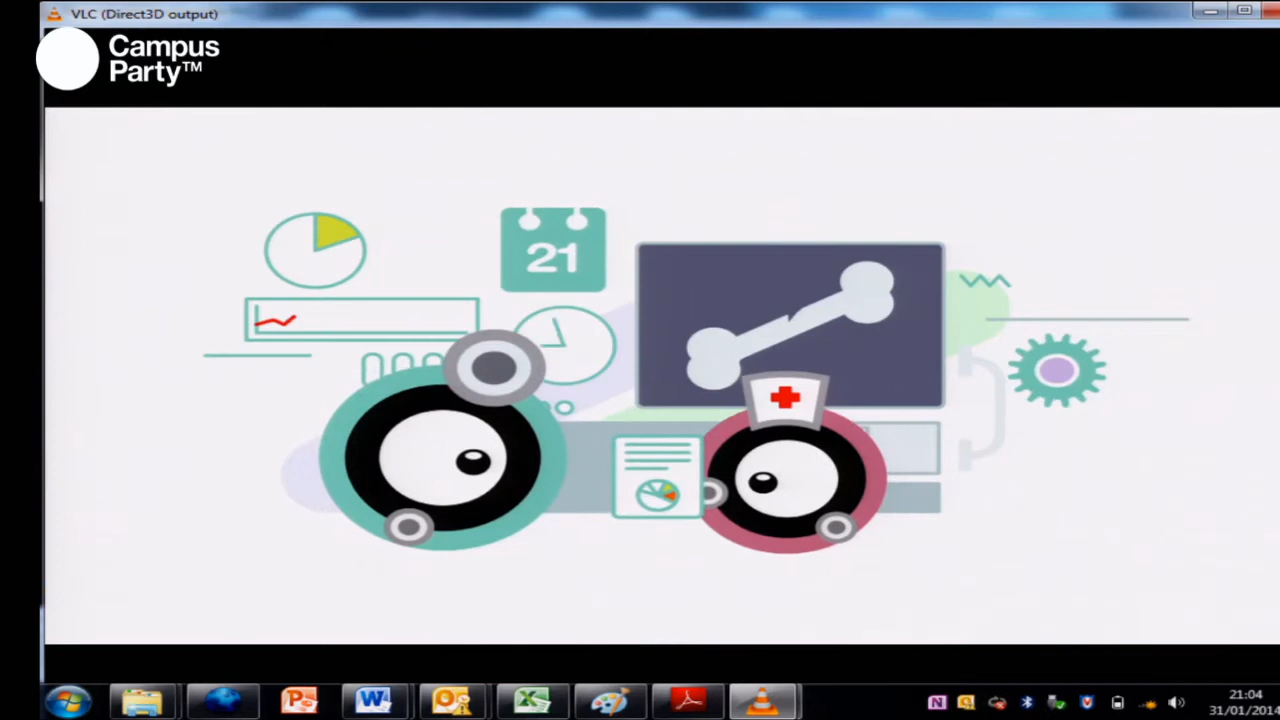 VLC (Direct3D output)
Campus
Party™
21
21:04
31/01/2014